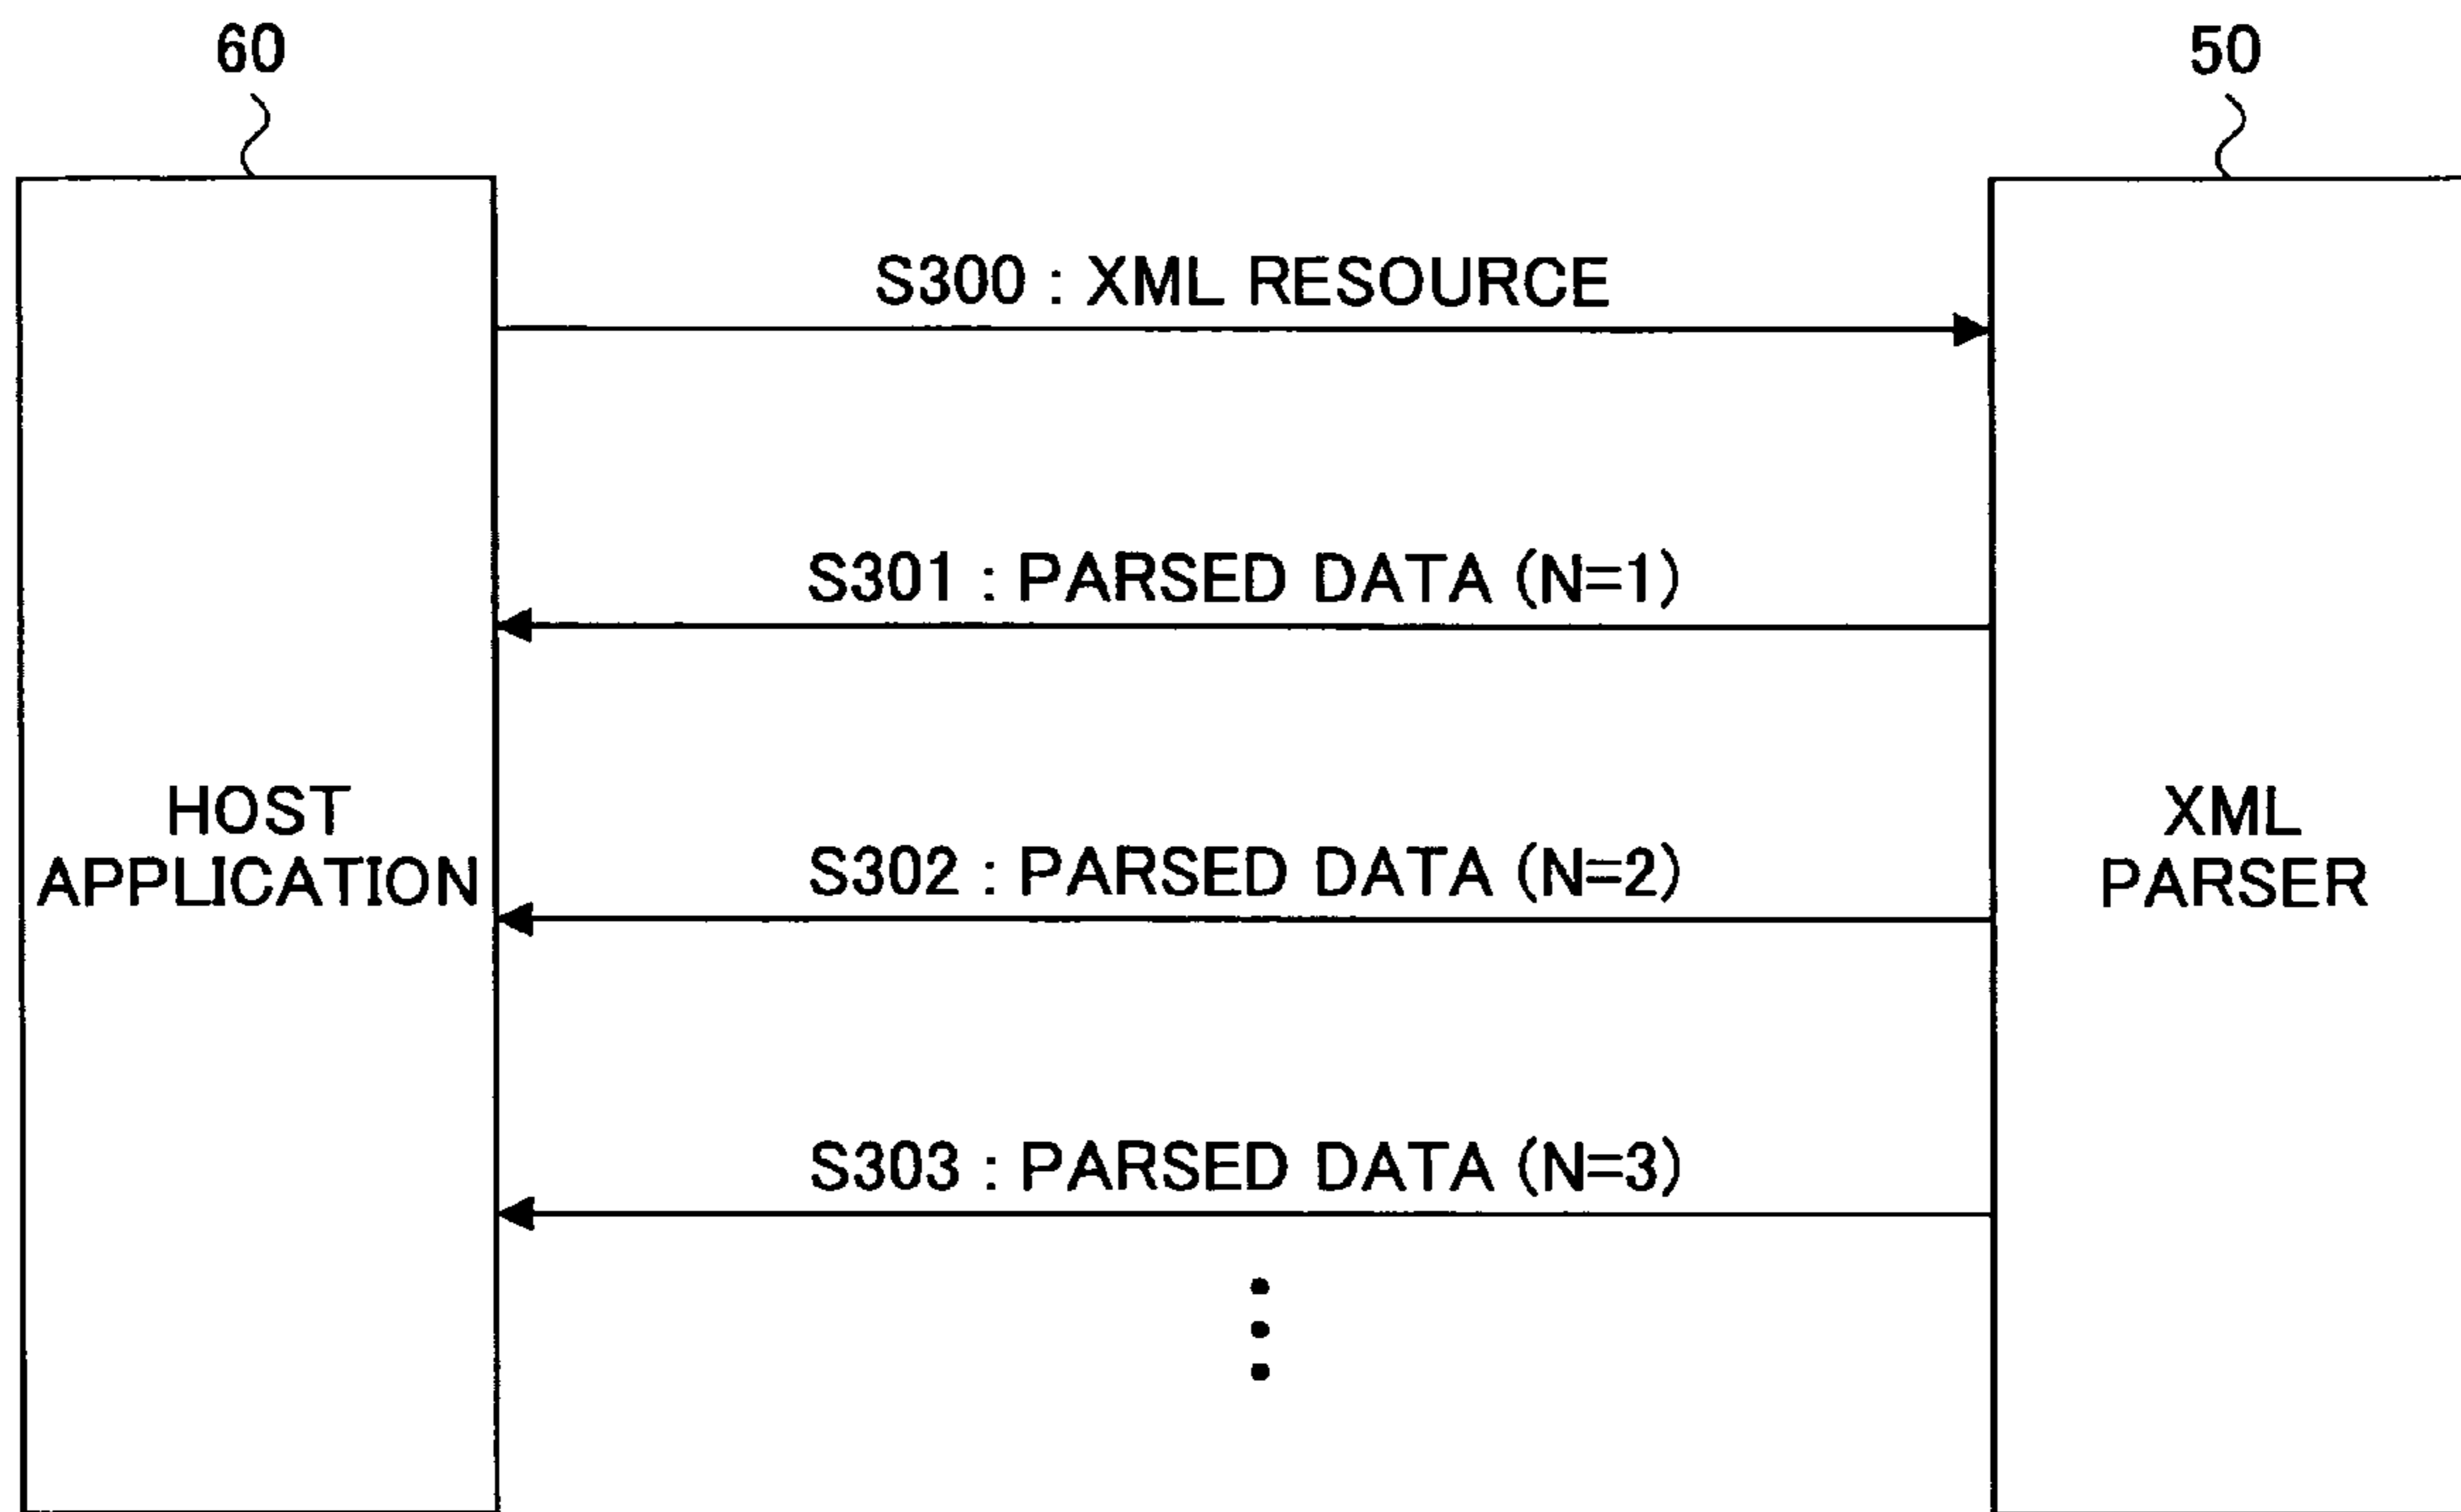 60
50
S300 : XML RESOURCE
S301 : PARSED DATA (N=1)
HOST
APPLICATION
S302 : PARSED DATA (N=2)
XML
PARSER
S303 : PARSED DATA (N=3)